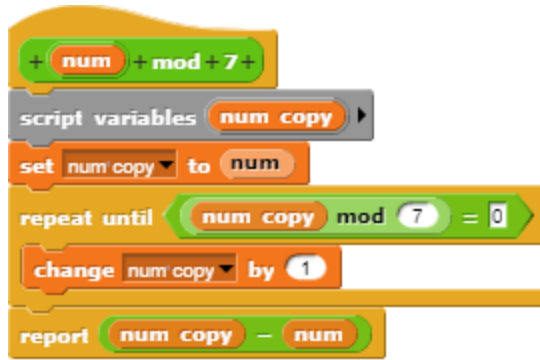 + num + mod + 7 +
script variables num copy
set num copy to num
repeat until num copy mod 7 = 0
change num copy by 1
report num copy - num